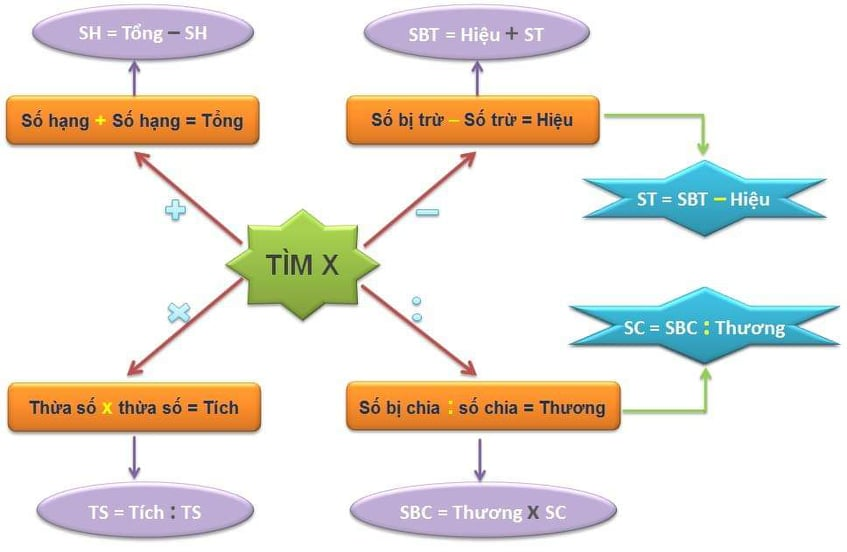 SH = Tổng – SH
SBT = Hiệu + ST
Số hạng + Số hạng = Tổng
Số bị trừ – Số trừ = Hiệu
ST = SBT – Hiệu
TÌM X
SC = SBC : Thương
Thừa số x thừa số = Tích
Số bị chia : số chia = Thương
TS = Tích : TS
SBC = Thương X SC